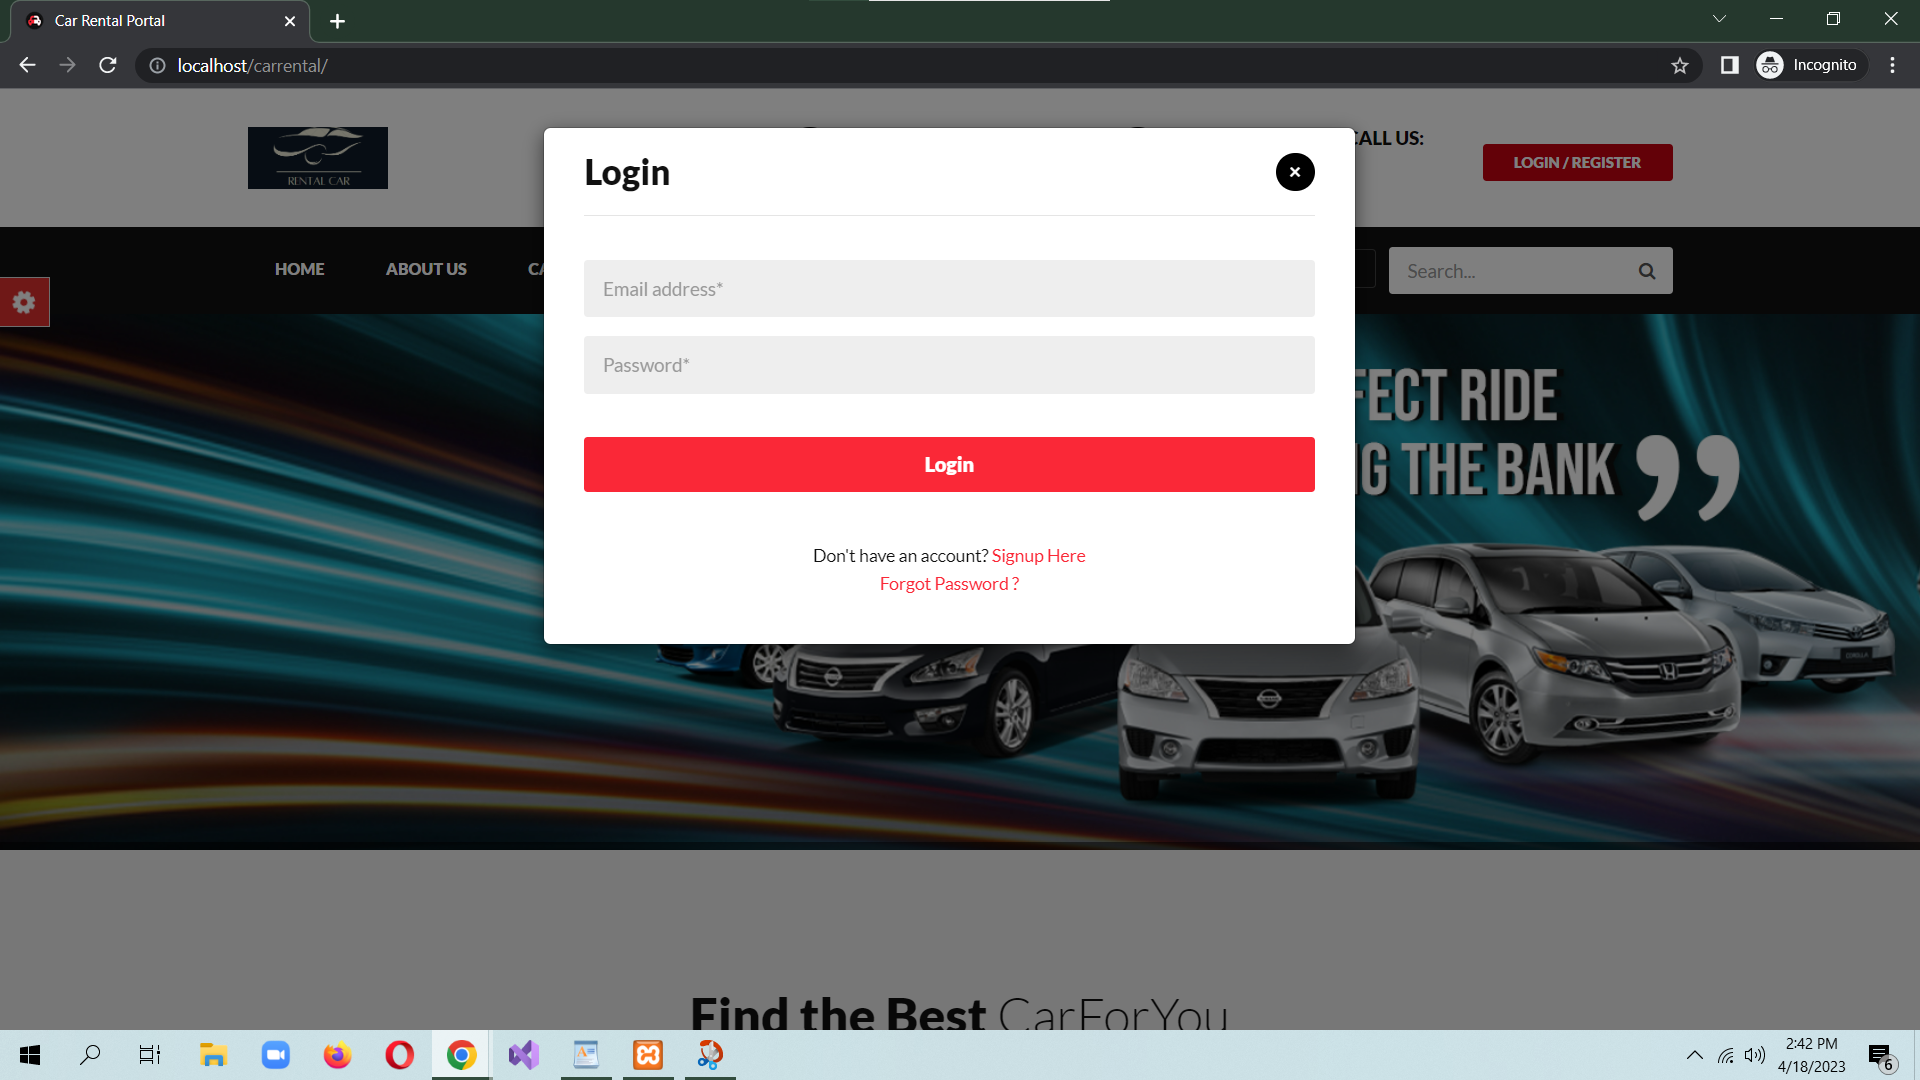 Car Rental Portal
localhost/carrental/
Incognito
RENTAL CAR
CALL US:
LOGIN / REGISTER
Login
HOME
ABOUT US
CA
Search...
Email address*
Password*
FECT RIDE
G THE BANK ”
Login
Don't have an account? Signup Here
Forgot Password ?
COROLLA
Find the Best CarForYou
2:42 PM
4/18/2023
6